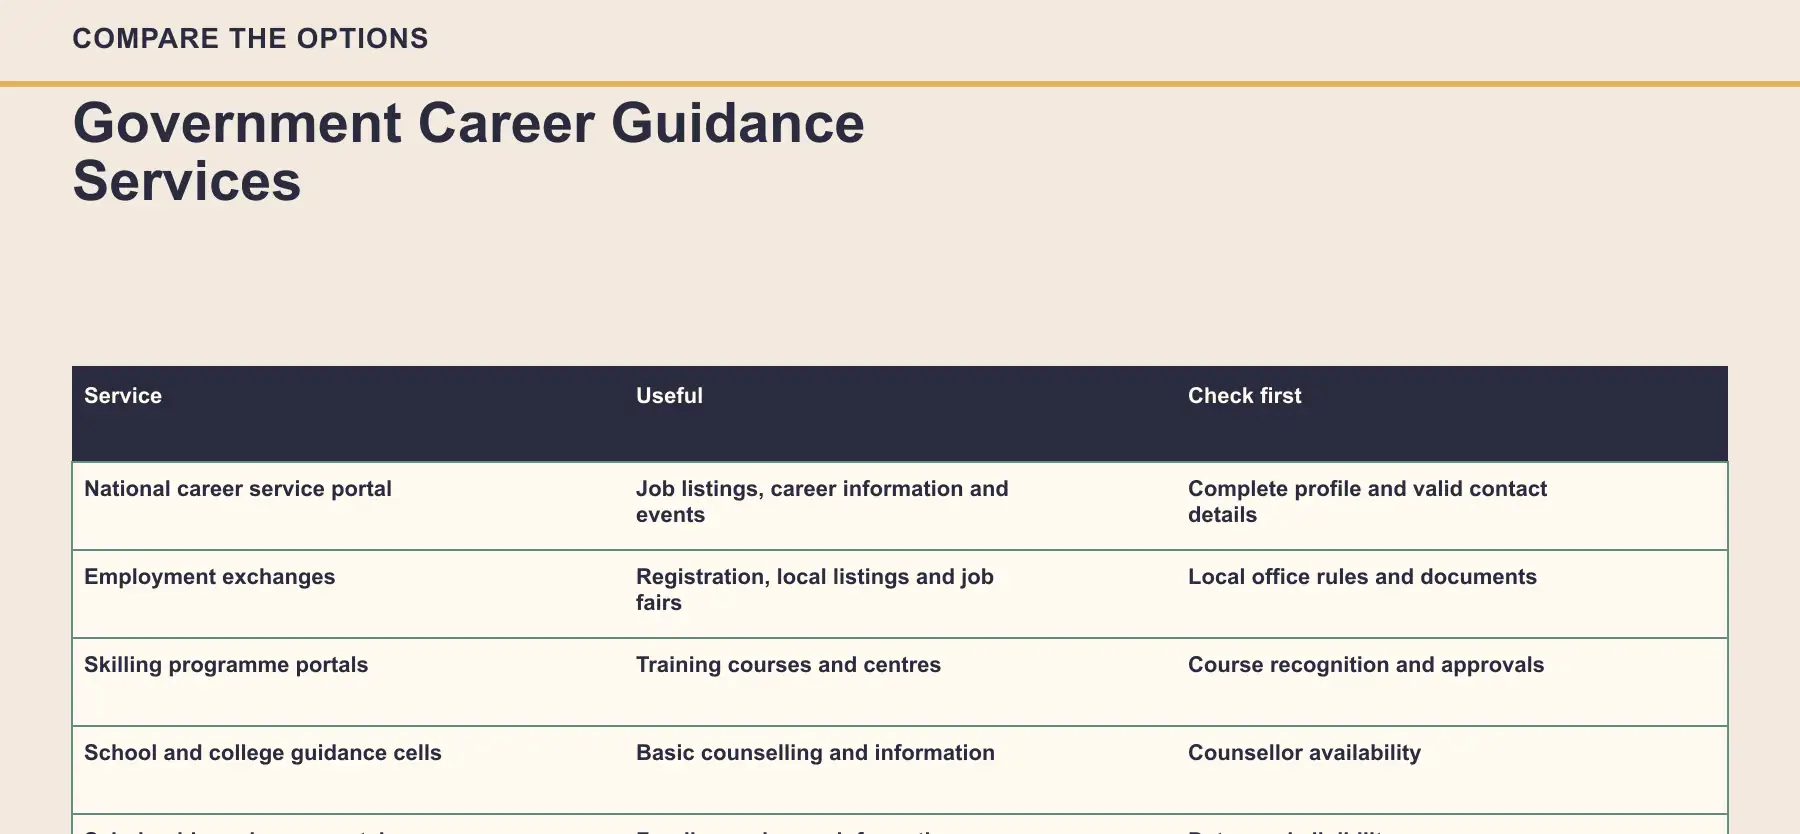 COMPARE THE OPTIONS
Government Career Guidance
Services
Service
Useful
Check first
National career service portal
Job listings, career information and
events
Complete profile and valid contact
details
Employment exchanges
Registration, local listings and job
fairs
Local office rules and documents
Skilling programme portals
Training courses and centres
Course recognition and approvals
School and college guidance cells
Basic counselling and information
Counsellor availability